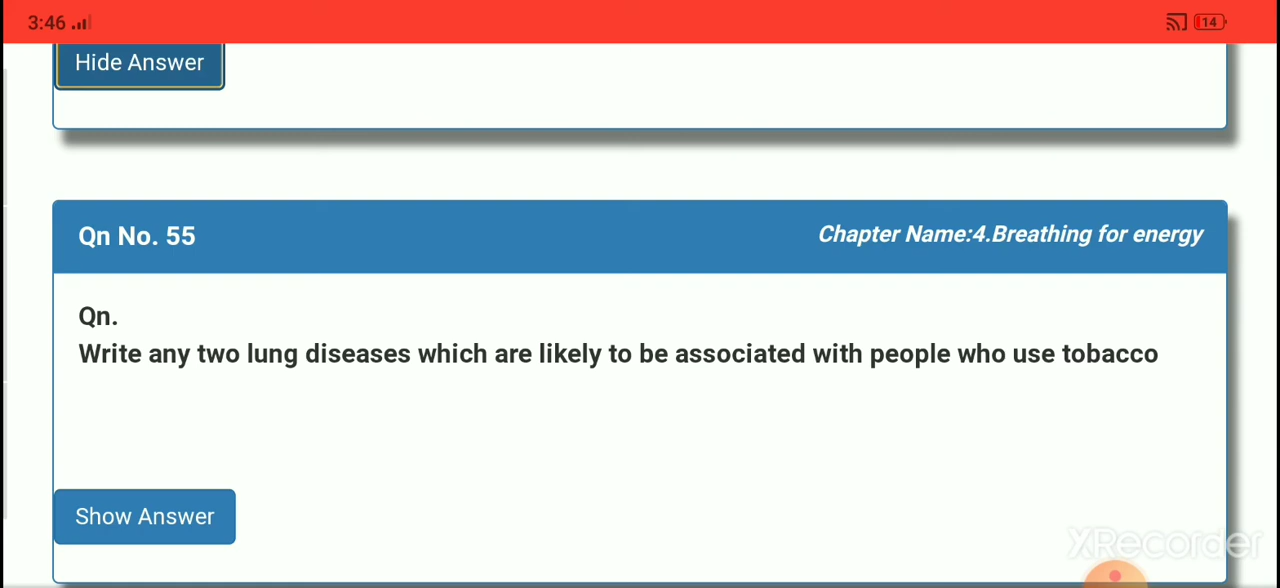 3:46
14
Hide Answer
Qn No. 55
Chapter Name:4.Breathing for energy
Qn.
Write any two lung diseases which are likely to be associated with people who use tobacco
Show Answer
XRecorder